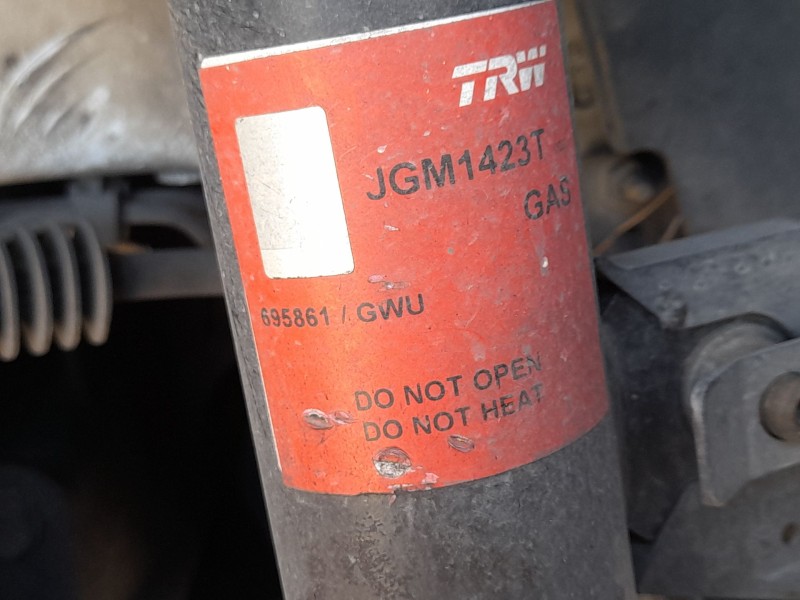 TRW
JGM1423T
GAS
695861 / GWU
DO NOT OPEN
DO NOT HEAT